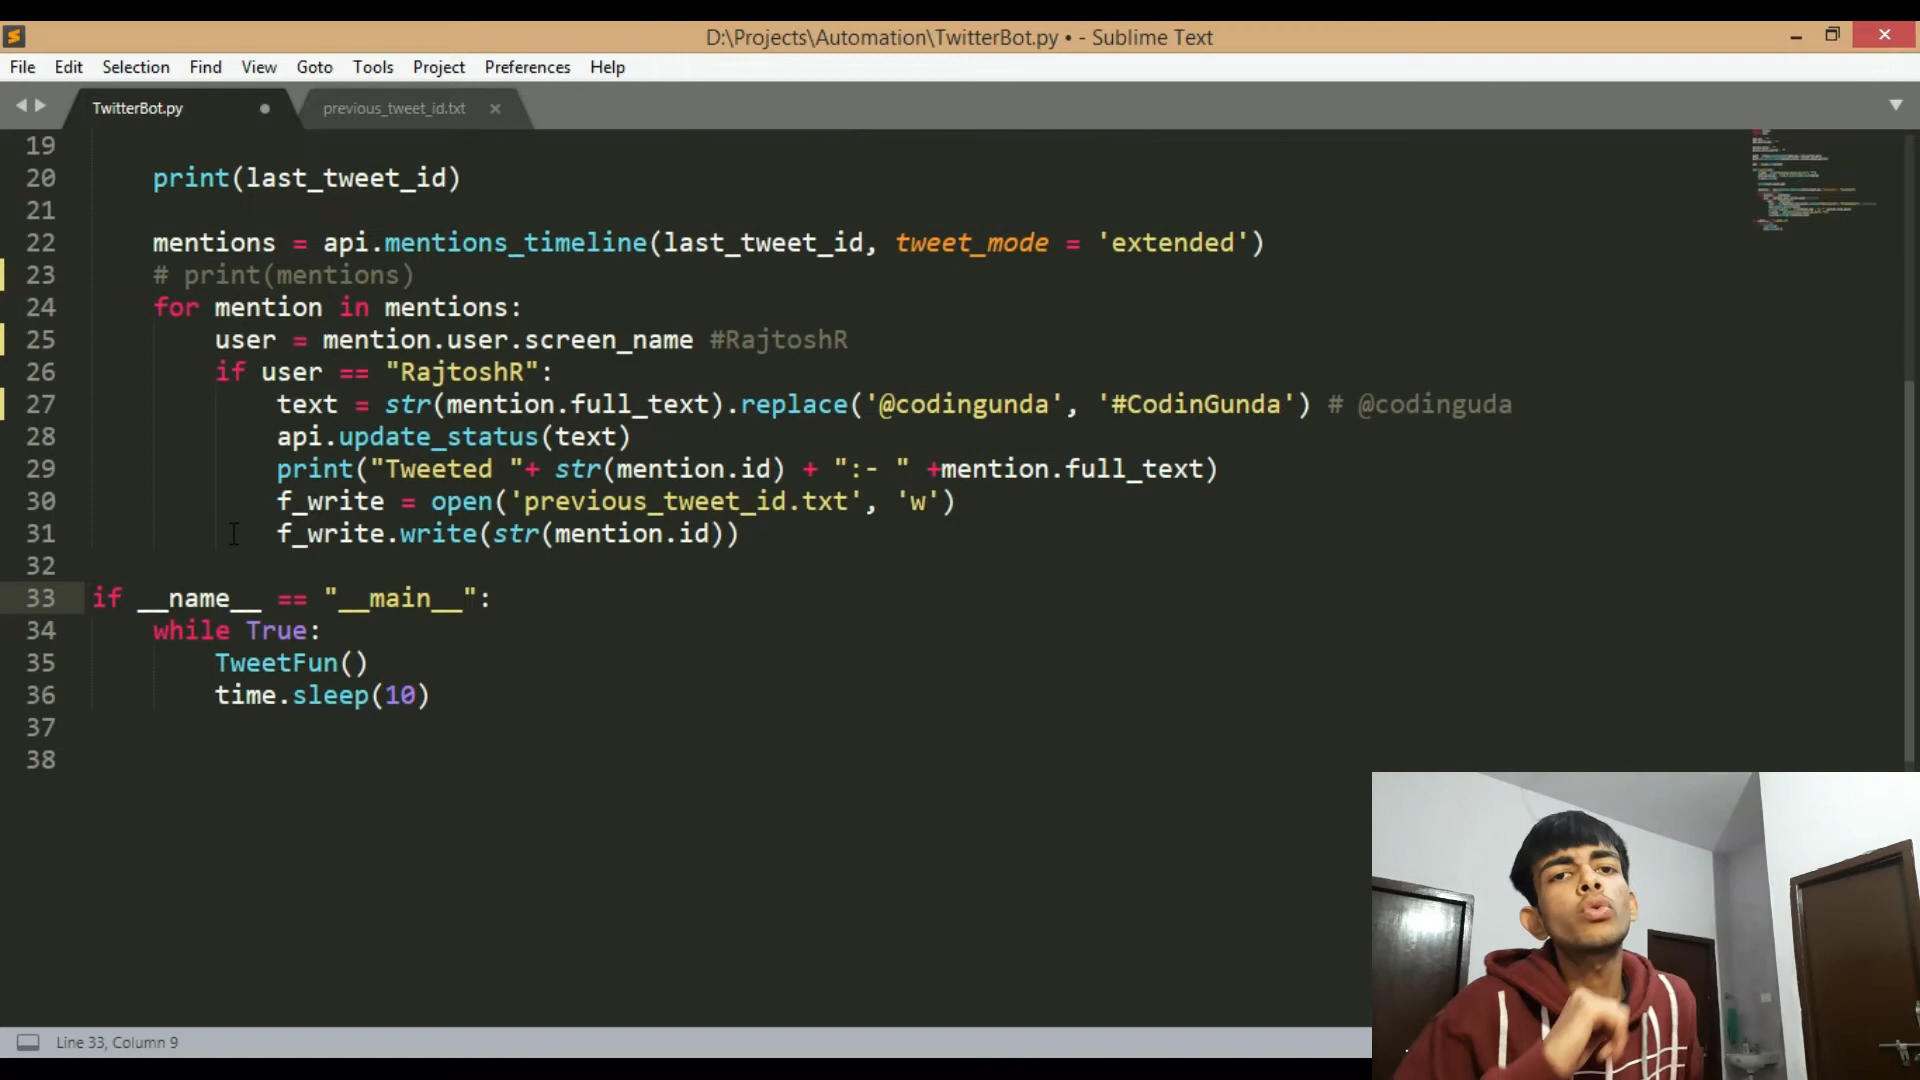 D:\Projects\Automation\TwitterBot.py • - Sublime Text
File Edit Selection Find View Goto Tools Project Preferences Help
TwitterBot.py previous_tweet_id.txt
19
20 print(last_tweet_id)
21
22 mentions = api.mentions_timeline(last_tweet_id, tweet_mode = 'extended')
23 # print(mentions)
24 for mention in mentions:
25 user = mention.user.screen_name #RajtoshR
26 if user == "RajtoshR":
27 text = str(mention.full_text).replace('@codingunda', '#CodinGunda') # @codinguda
28 api.update_status(text)
29 print("Tweeted "+ str(mention.id) + ":- " +mention.full_text)
30 f_write = open('previous_tweet_id.txt', 'w')
31 f_write.write(str(mention.id))
32
33 if __name__ == "__main__":
34 while True:
35 TweetFun()
36 time.sleep(10)
37
38
Line 33, Column 9